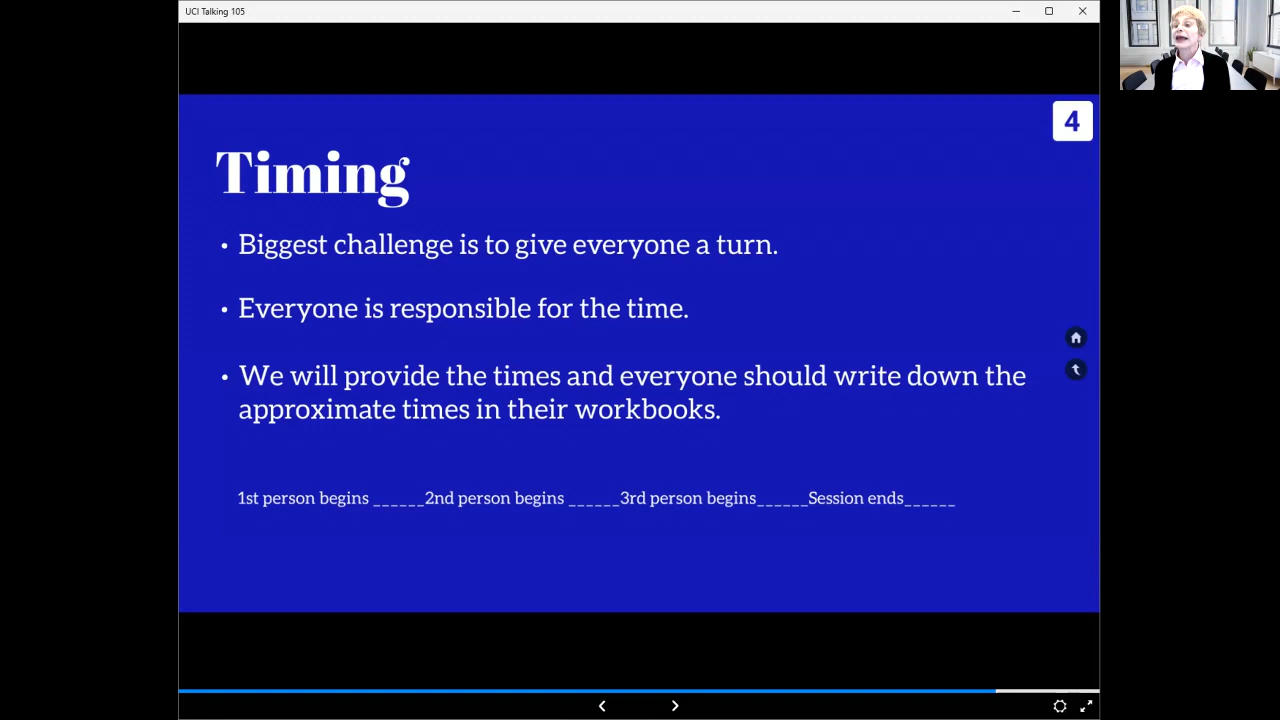 UCI Talking 105
4
Timing
• Biggest challenge is to give everyone a turn.
• Everyone is responsible for the time.
• We will provide the times and everyone should write down the
approximate times in their workbooks.
1st person begins ______2nd person begins ______3rd person begins______Session ends______